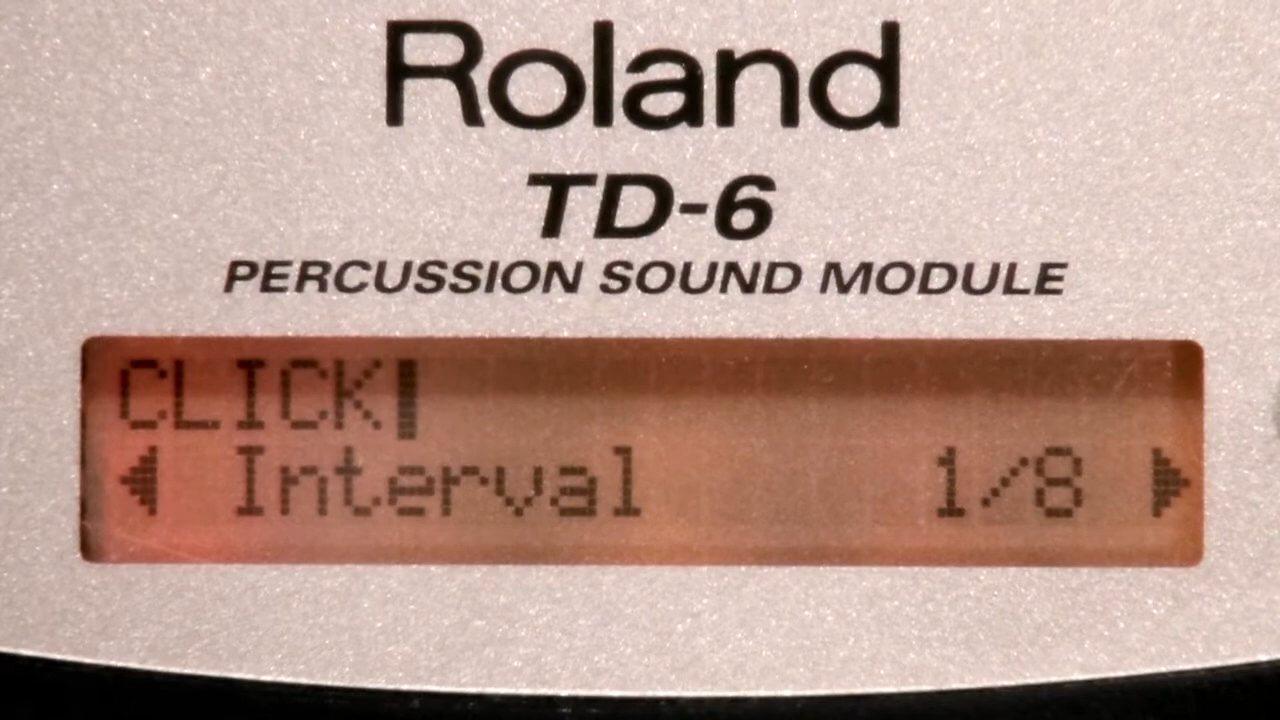 Roland
TD-6
PERCUSSION SOUND MODULE
CLICK
Interval 1/8